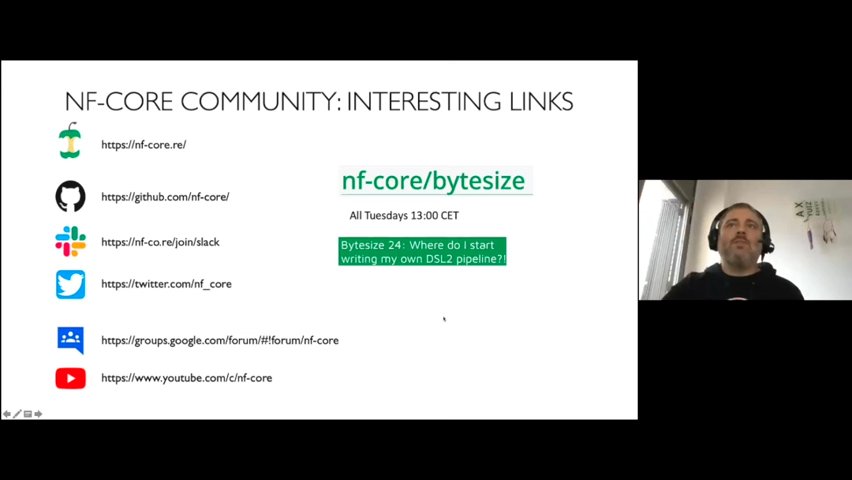 NF-CORE COMMUNITY: INTERESTING LINKS
https://nf-core.re/
https://github.com/nf-core/
https://nf-co.re/join/slack
https://twitter.com/nf_core
https://groups.google.com/forum/#!forum/nf-core
https://www.youtube.com/c/nf-core
nf-core/bytesize
All Tuesdays 13:00 CET
Bytesize 24: Where do I start
writing my own DSL2 pipeline?!